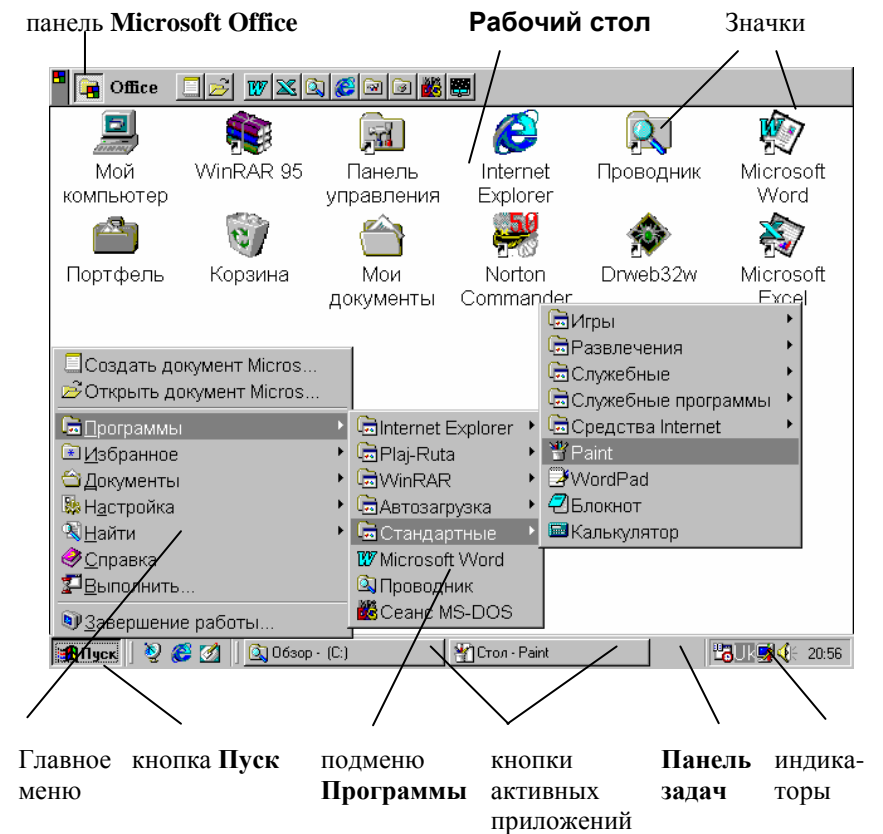 панель Microsoft Office
Рабочий стол
Значки
Office
Мой компьютер
WinRAR 95
Панель управления
Internet Explorer
Проводник
Microsoft Word
Портфель
Корзина
Мои документы
Norton Commander
Drweb32w
Microsoft Excel
Создать документ Micros...
Открыть документ Micros...
Программы
Избранное
Документы
Настройка
Найти
Справка
Выполнить...
Завершение работы...
Internet Explorer
Plaj-Ruta
WinRAR
Автозагрузка
Стандартные
Microsoft Word
Проводник
Сеанс MS-DOS
Игры
Развлечения
Служебные
Служебные программы
Средства Internet
Paint
WordPad
Блокнот
Калькулятор
Пуск
Обзор - (C:)
Стол - Paint
Uk
20:56
Главное меню
кнопка Пуск
подменю Программы
кнопки активных приложений
Панель задач
индика-
торы